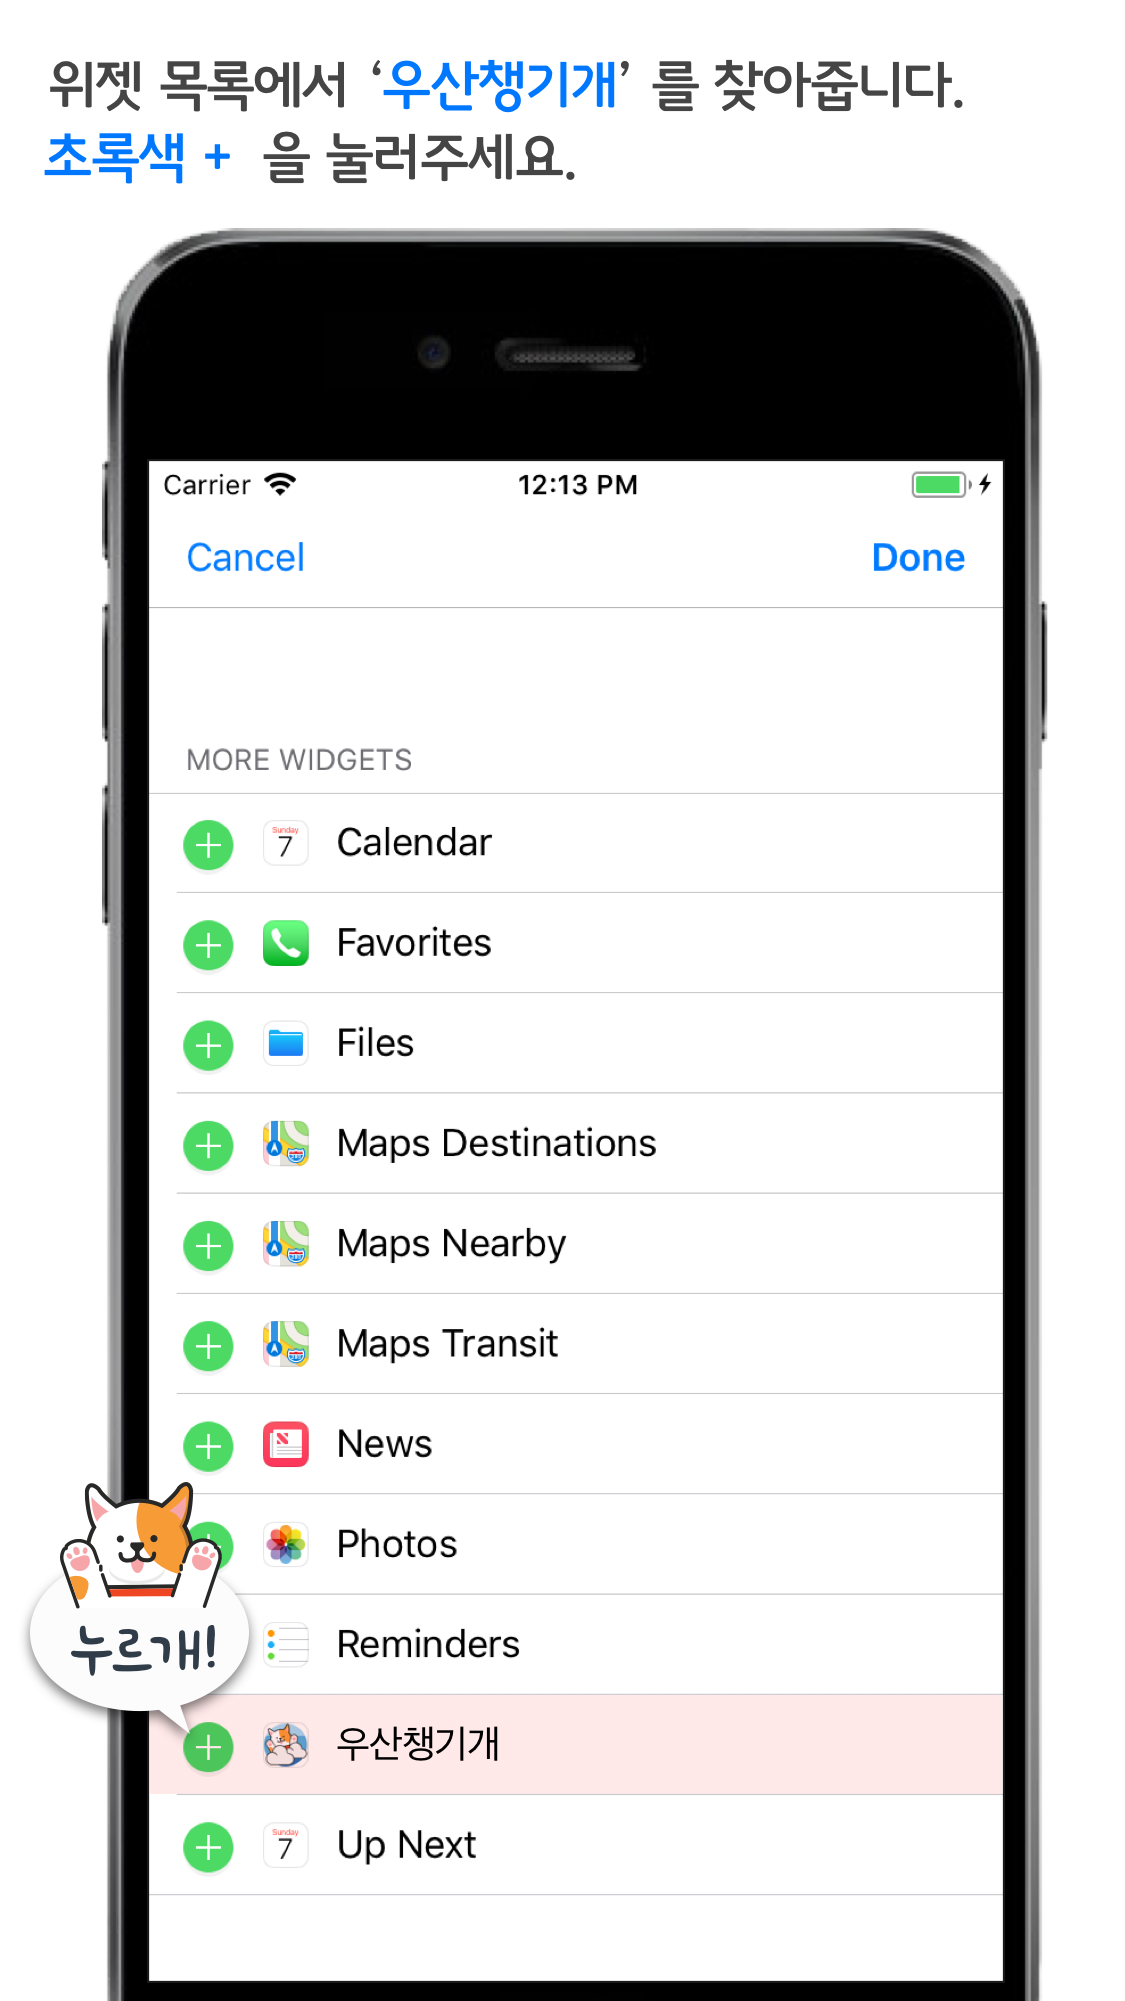 위젯 목록에서 ‘우산챙기개’ 를 찾아줍니다.
초록색 + 을 눌러주세요.
Carrier 12:13 PM
Cancel Done
MORE WIDGETS
Sunday
7
Calendar
Favorites
Files
Maps Destinations
Maps Nearby
Maps Transit
News
Photos
누르개!
Reminders
우산챙기개
Sunday
7
Up Next